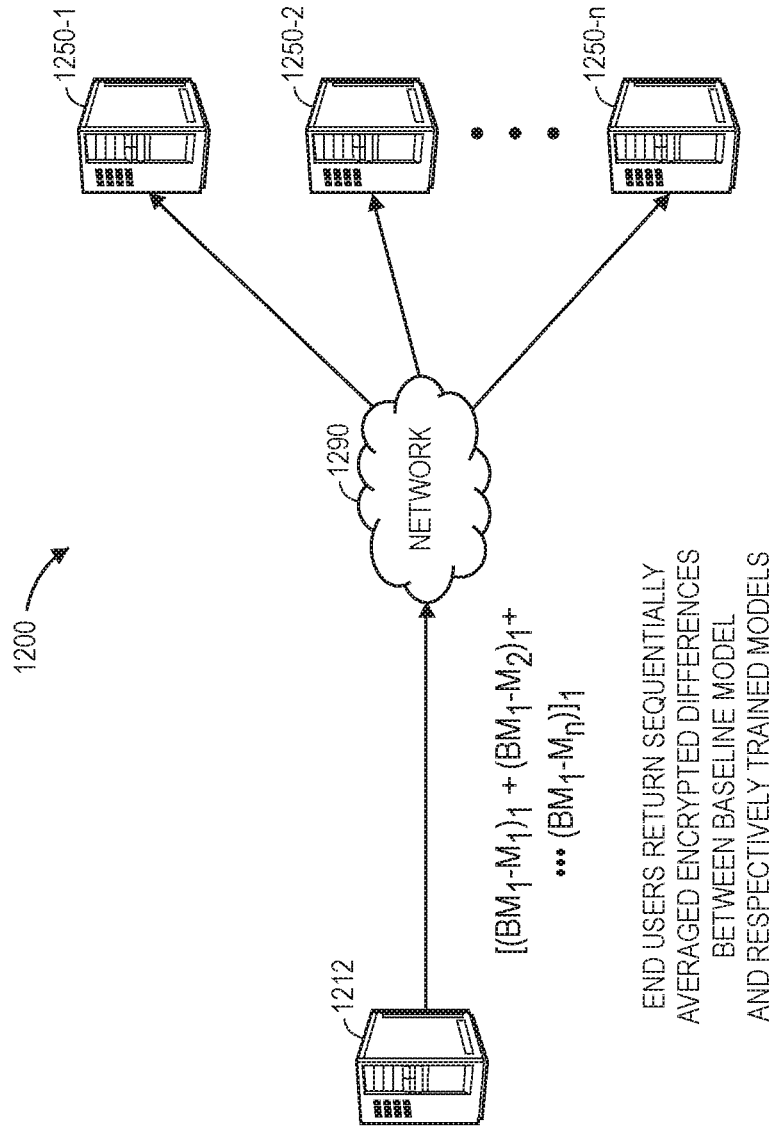 1200
1212
1290
NETWORK
1250-1
1250-2
1250-n
[(BM₁-M₁)₁ + (BM₁-M₂)₁+
••• (BM₁-Mₙ)]₁
END USERS RETURN SEQUENTIALLY
AVERAGED ENCRYPTED DIFFERENCES
BETWEEN BASELINE MODEL
AND RESPECTIVELY TRAINED MODELS